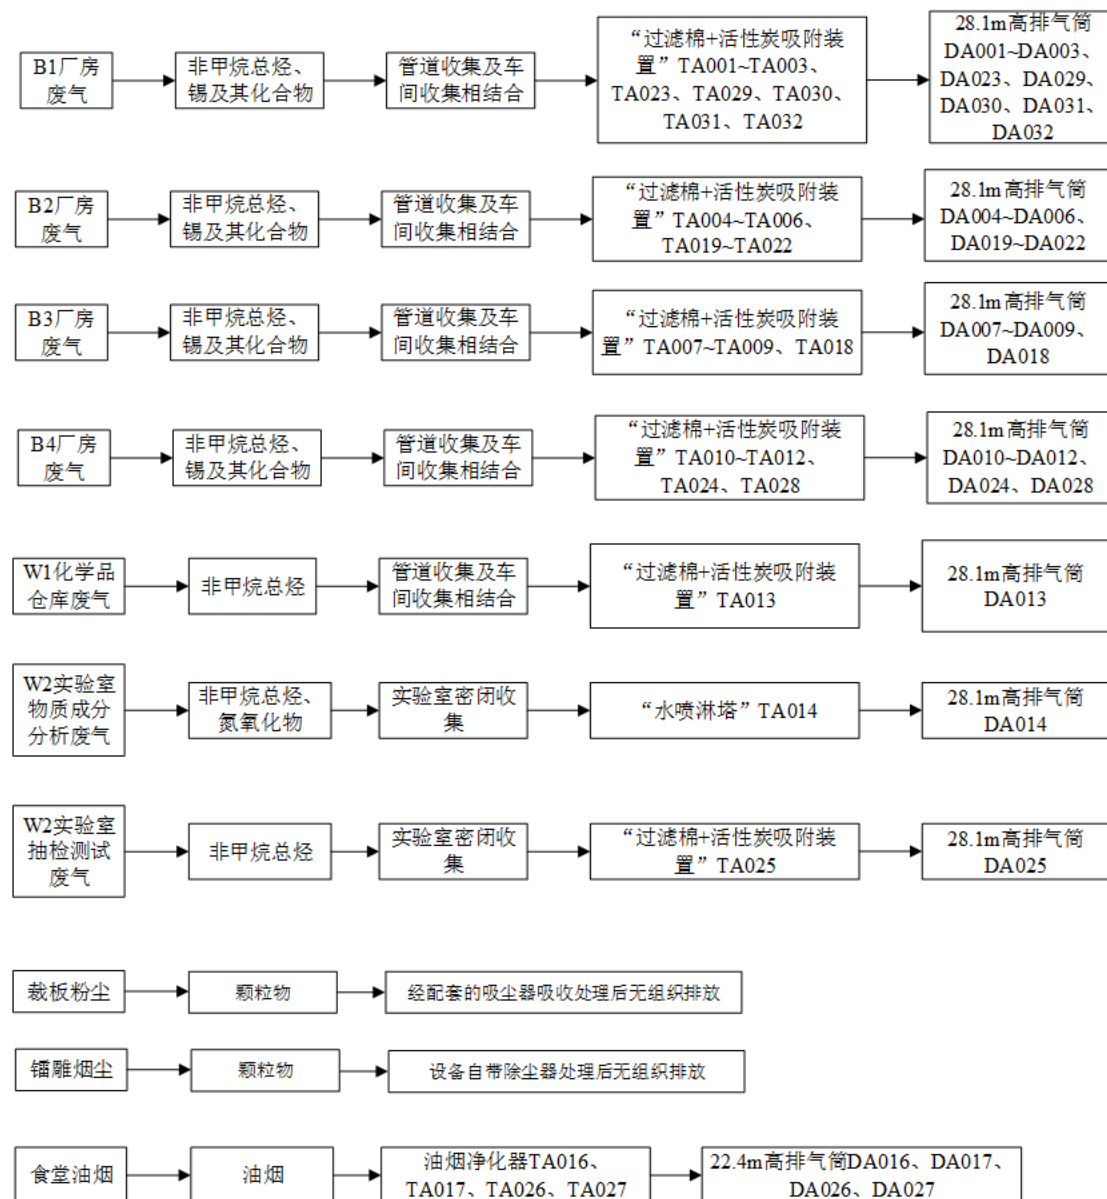 B1厂房
废气
非甲烷总烃、
锡及其化合物
管道收集及车
间收集相结合
“过滤棉+活性炭吸附装
置”TA001~TA003、
TA023、TA029、TA030、
TA031、TA032
28.1m高排气筒
DA001~DA003、
DA023、DA029、
DA030、DA031、
DA032
B2厂房
废气
非甲烷总烃、
锡及其化合物
管道收集及车
间收集相结合
“过滤棉+活性炭吸附装
置”TA004~TA006、
TA019~TA022
28.1m高排气筒
DA004~DA006、
DA019~DA022
B3厂房
废气
非甲烷总烃、
锡及其化合物
管道收集及车
间收集相结合
“过滤棉+活性炭吸附装
置”TA007~TA009、TA018
28.1m高排气筒
DA007~DA009、
DA018
B4厂房
废气
非甲烷总烃、
锡及其化合物
管道收集及车
间收集相结合
“过滤棉+活性炭吸附装
置”TA010~TA012、
TA024、TA028
28.1m高排气筒
DA010~DA012、
DA024、DA028
W1化学品
仓库废气
非甲烷总烃
管道收集及车
间收集相结合
“过滤棉+活性炭吸附装
置”TA013
28.1m高排气筒
DA013
W2实验室
物质成分
分析废气
非甲烷总烃、
氮氧化物
实验室密闭收
集
“水喷淋塔”TA014
28.1m高排气筒
DA014
W2实验室
抽检测试
废气
非甲烷总烃
实验室密闭收
集
“过滤棉+活性炭吸附装
置”TA025
28.1m高排气筒
DA025
裁板粉尘
颗粒物
经配套的吸尘器吸收处理后无组织排放
镭雕烟尘
颗粒物
设备自带除尘器处理后无组织排放
食堂油烟
油烟
油烟净化器TA016、
TA017、TA026、TA027
22.4m高排气筒DA016、DA017、
DA026、DA027